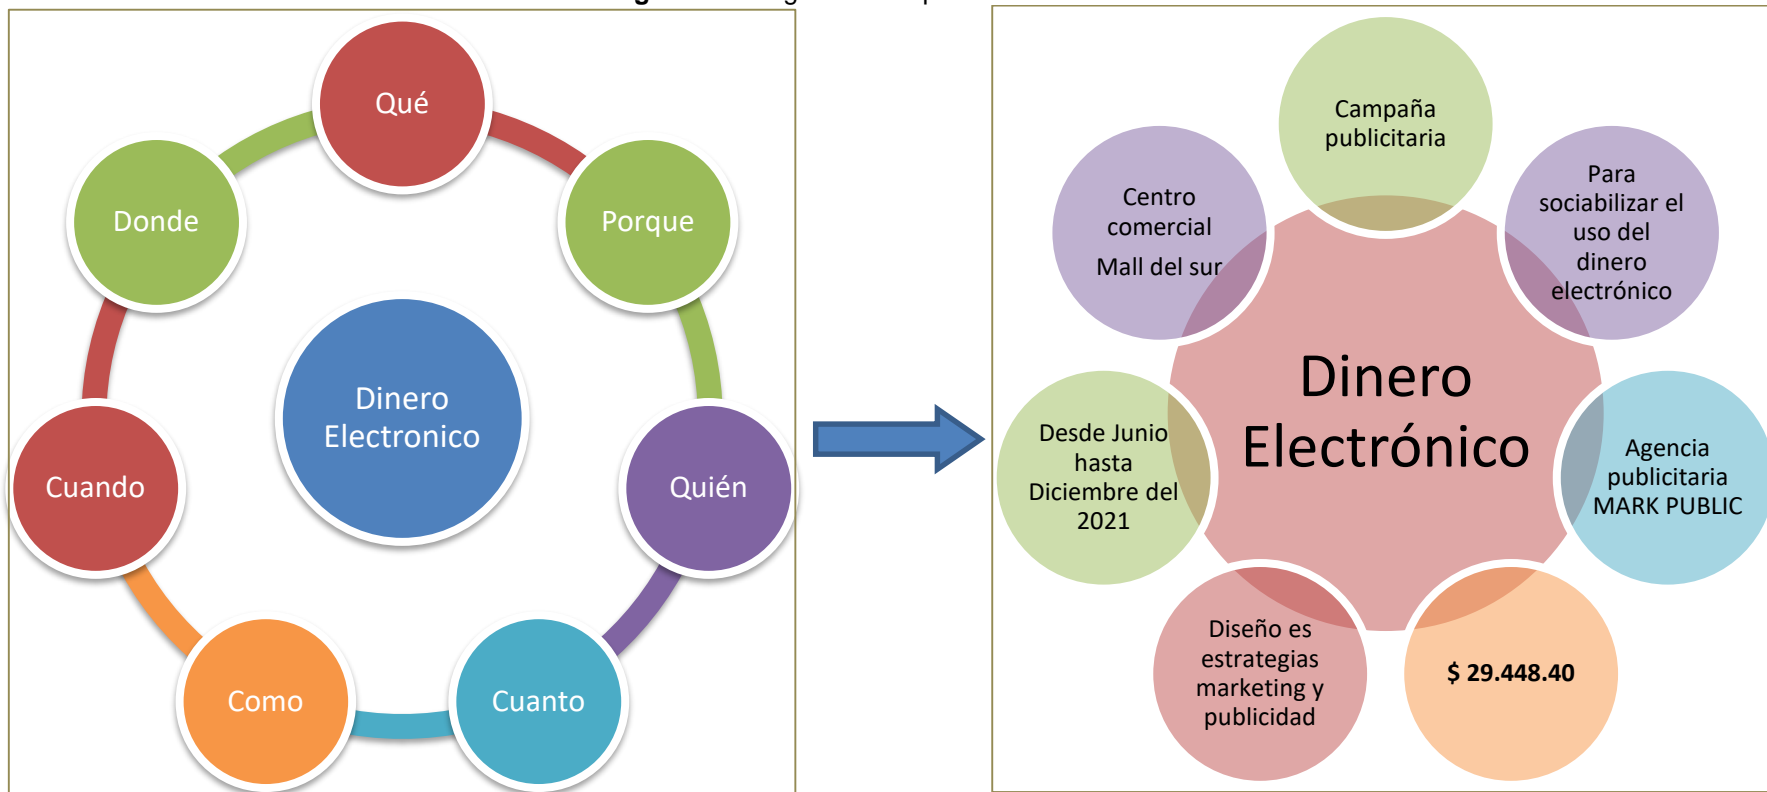 Qué
Porque
Quién
Cuanto
Como
Cuando
Donde
Dinero
Electronico
Campaña
publicitaria
Para
sociabilizar el
uso del
dinero
electrónico
Agencia
publicitaria
MARK PUBLIC
$ 29.448.40
Diseño es
estrategias
marketing y
publicidad
Desde Junio
hasta
Diciembre del
2021
Centro
comercial
Mall del sur
Dinero
Electrónico